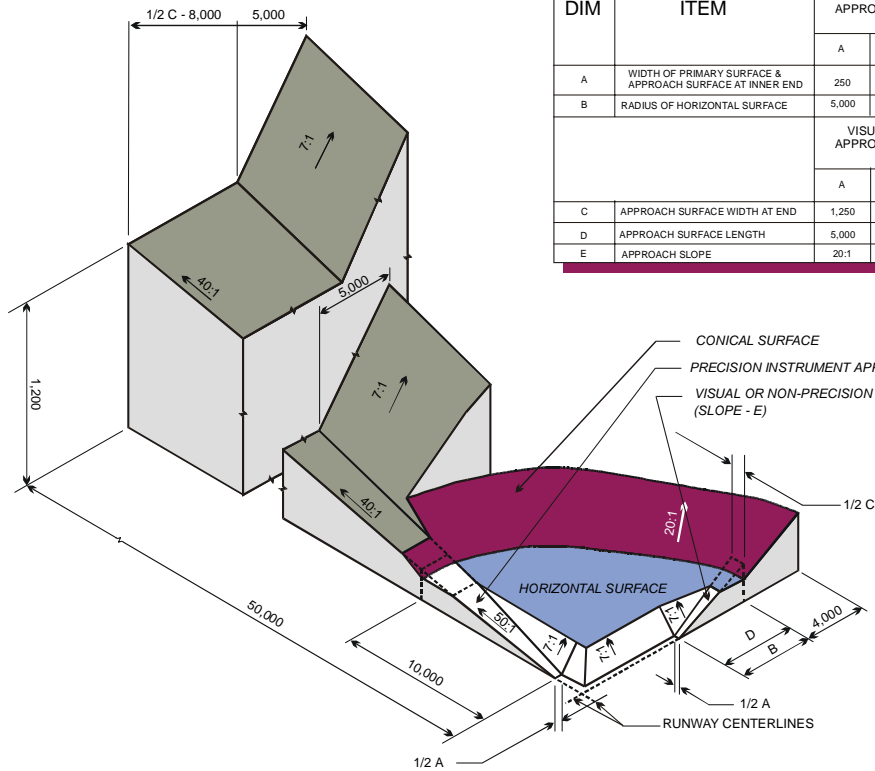 1/2 C - 8,000
5,000
DIM
ITEM
APPRO
A
A
WIDTH OF PRIMARY SURFACE &
APPROACH SURFACE AT INNER END
250
B
RADIUS OF HORIZONTAL SURFACE
5,000
VISU
APPRO
A
C
APPROACH SURFACE WIDTH AT END
1,250
D
APPROACH SURFACE LENGTH
5,000
E
APPROACH SLOPE
20:1
7:1
40:1
5,000
1,200
7:1
40:1
CONICAL SURFACE
PRECISION INSTRUMENT APP
VISUAL OR NON-PRECISION
(SLOPE - E)
1/2 C
20:1
HORIZONTAL SURFACE
50:1
7:1
7:1
7:1
50,000
10,000
4,000
D
B
1/2 A
RUNWAY CENTERLINES
1/2 A